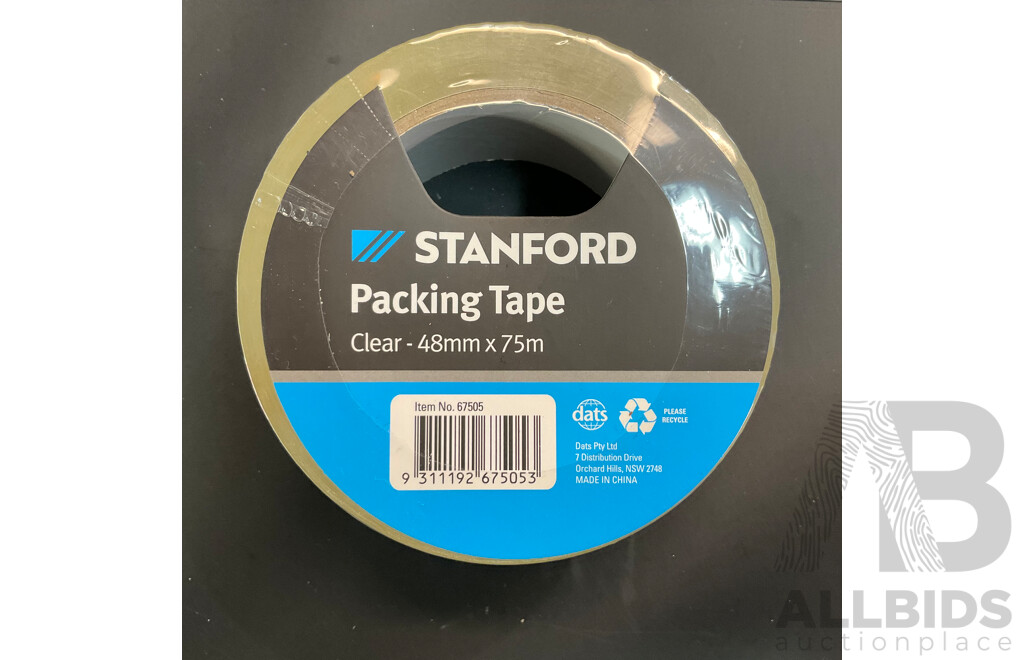 STANFORD
Packing Tape
Clear - 48mm x 75m
Item No. 67505
9 311192 675053
dats
PLEASE
RECYCLE
Dats Pty Ltd
7 Distribution Drive
Orchard Hills, NSW 2748
MADE IN CHINA
AB
ALLBIDS
auctionplace